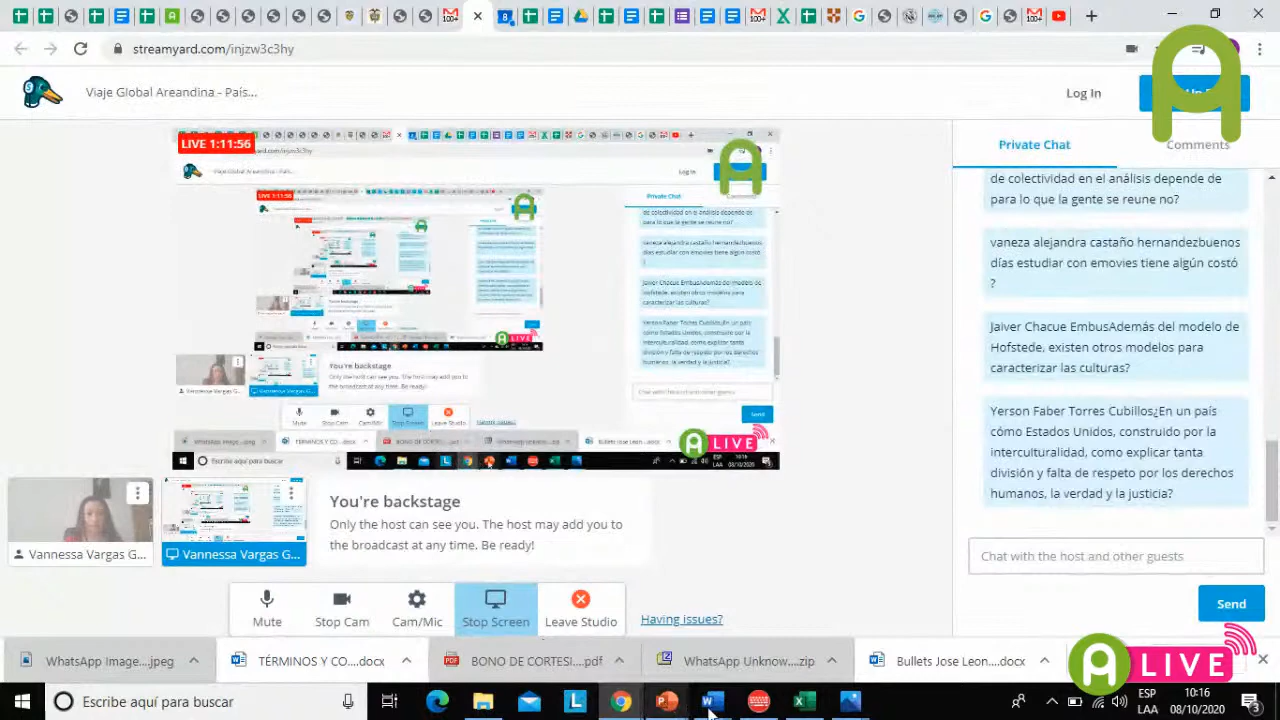 100+
8
100+
100+
streamyard.com/injzw3c3hy
Viaje Global Areandina - País...
Log In
LIVE 1:11:56
Private Chat
Comments
de colectividad en el análisis depende de
para lo que la gente se reune no?
vaneza alejandra castaño hernandezbuenos
días estudiar con emovies tiene algun costó
?
Jeiver Chacue EmbusAdemás del modelo de
Hofstede, existen otros modelos para
caracterizar las culturas?
Yerson Faber Torres Cubillos¿En un país
cómo Estados Unidos, construido por la
interculturalidad, como explicar tanta
división y falta de respeto por los derechos
humanos, la verdad y la justicia?
Vannessa Vargas G...
Vannessa Vargas G...
You're backstage
Only the host can see you. The host may add you to
the broadcast at any time. Be ready!
Chat with the host and other guests
Send
Mute
Stop Cam
Cam/Mic
Stop Screen
Leave Studio
Having issues?
WhatsApp Image....jpeg
TÉRMINOS Y CO....docx
BONO DE CORTESI....pdf
WhatsApp Unknow....zip
Bullets Jose Leon....docx
LIVE
Escribe aquí para buscar
ESP
LAA
10:16
08/10/2020
3